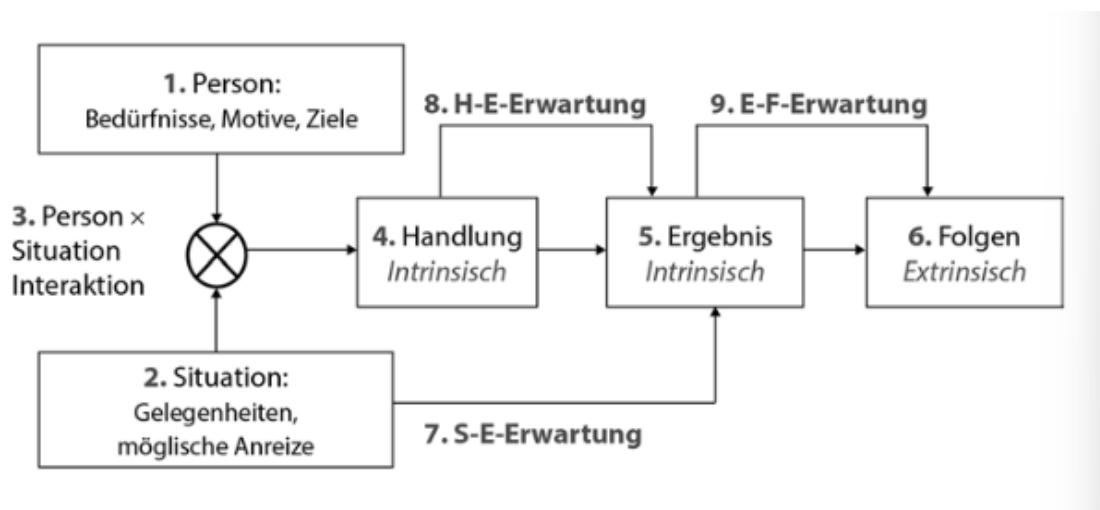 1. Person:
Bedürfnisse, Motive, Ziele
8. H-E-Erwartung
9. E-F-Erwartung
3. Person ×
Situation
Interaktion
4. Handlung
Intrinsisch
5. Ergebnis
Intrinsisch
6. Folgen
Extrinsisch
2. Situation:
Gelegenheiten,
möglische Anreize
7. S-E-Erwartung